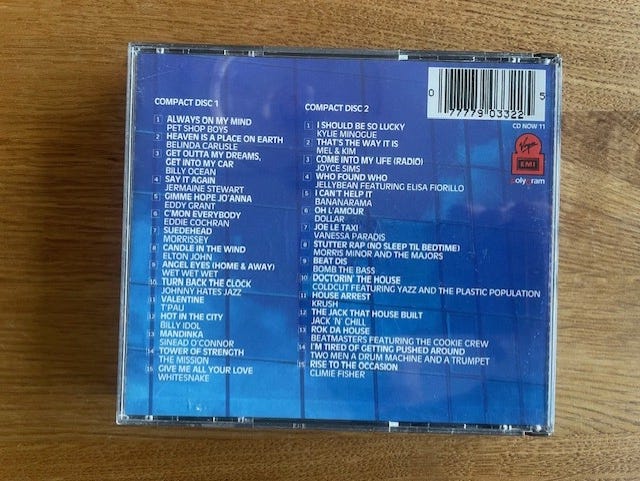 COMPACT DISC 1
1 ALWAYS ON MY MIND
PET SHOP BOYS
2 HEAVEN IS A PLACE ON EARTH
BELINDA CARLISLE
3 GET OUTTA MY DREAMS,
GET INTO MY CAR
BILLY OCEAN
4 SAY IT AGAIN
JERMAINE STEWART
5 GIMME HOPE JO'ANNA
EDDY GRANT
6 C'MON EVERYBODY
EDDIE COCHRAN
7 SUEDEHEAD
MORRISSEY
8 CANDLE IN THE WIND
ELTON JOHN
9 ANGEL EYES (HOME & AWAY)
WET WET WET
10 TURN BACK THE CLOCK
JOHNNY HATES JAZZ
11 VALENTINE
T'PAU
12 HOT IN THE CITY
BILLY IDOL
13 MANDINKA
SINEAD O'CONNOR
14 TOWER OF STRENGTH
THE MISSION
15 GIVE ME ALL YOUR LOVE
WHITESNAKE
COMPACT DISC 2
1 I SHOULD BE SO LUCKY
KYLIE MINOGUE
2 THAT'S THE WAY IT IS
MEL & KIM
3 COME INTO MY LIFE (RADIO)
JOYCE SIMS
4 WHO FOUND WHO
JELLYBEAN FEATURING ELISA FIORILLO
5 I CAN'T HELP IT
BANANARAMA
6 OH L'AMOUR
DOLLAR
7 JOE LE TAXI
VANESSA PARADIS
8 STUTTER RAP (NO SLEEP TIL BEDTIME)
MORRIS MINOR AND THE MAJORS
9 BEAT DIS
BOMB THE BASS
10 DOCTORIN' THE HOUSE
COLDCUT FEATURING YAZZ AND THE PLASTIC POPULATION
11 HOUSE ARREST
KRUSH
12 THE JACK THAT HOUSE BUILT
JACK 'N' CHILL
13 ROK DA HOUSE
BEATMASTERS FEATURING THE COOKIE CREW
14 I'M TIRED OF GETTING PUSHED AROUND
TWO MEN A DRUM MACHINE AND A TRUMPET
15 RISE TO THE OCCASION
CLIMIE FISHER
0 77779 03322 5
CD NOW 11
Virgin
EMI
PolyGram